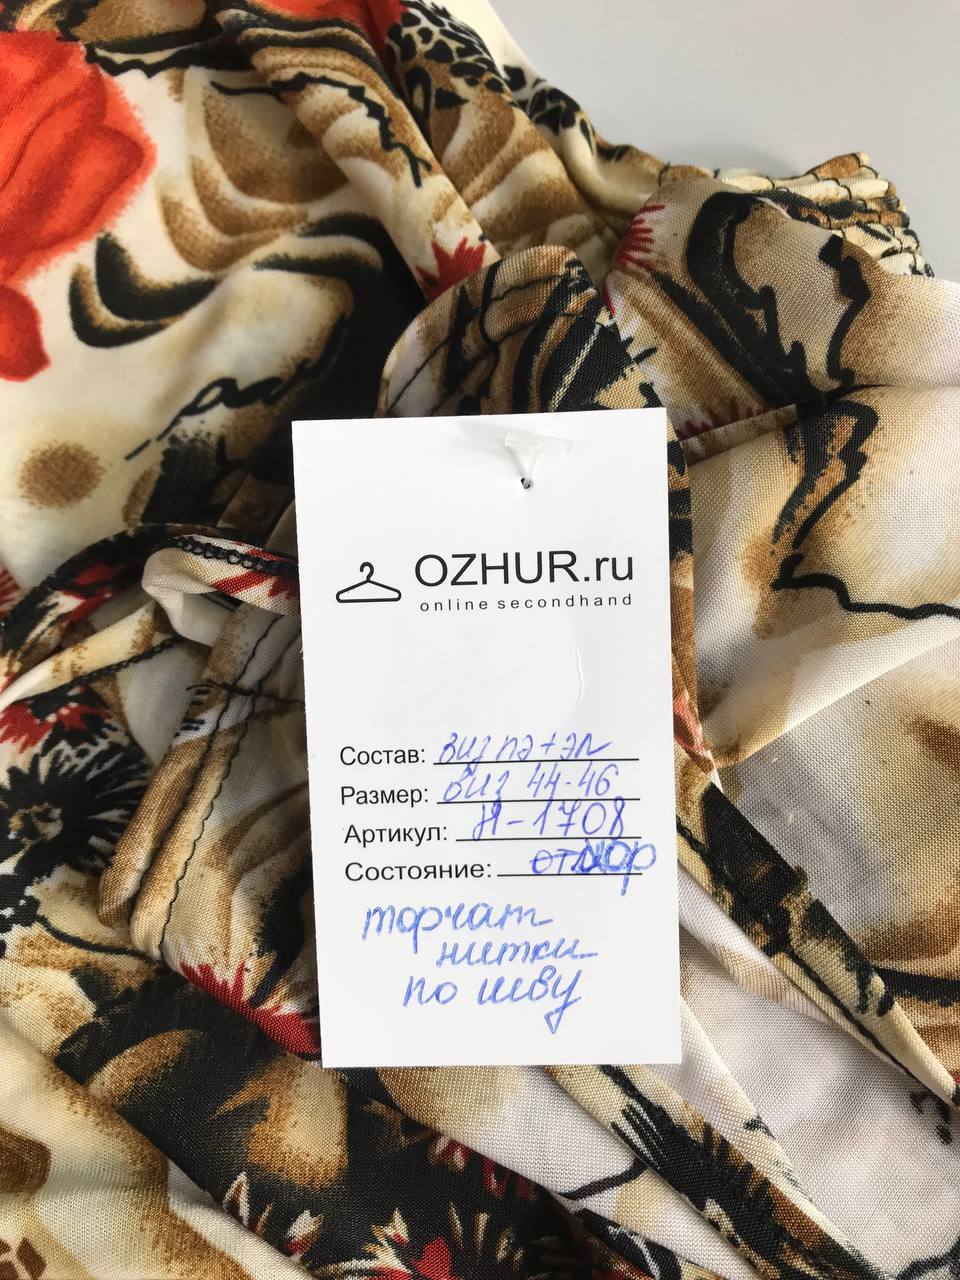 OZHUR.ru
online secondhand
Состав: виз пэ+эл
Размер: виз 44-46
Артикул: Н-1708
Состояние:
торчат
нитки
по шву